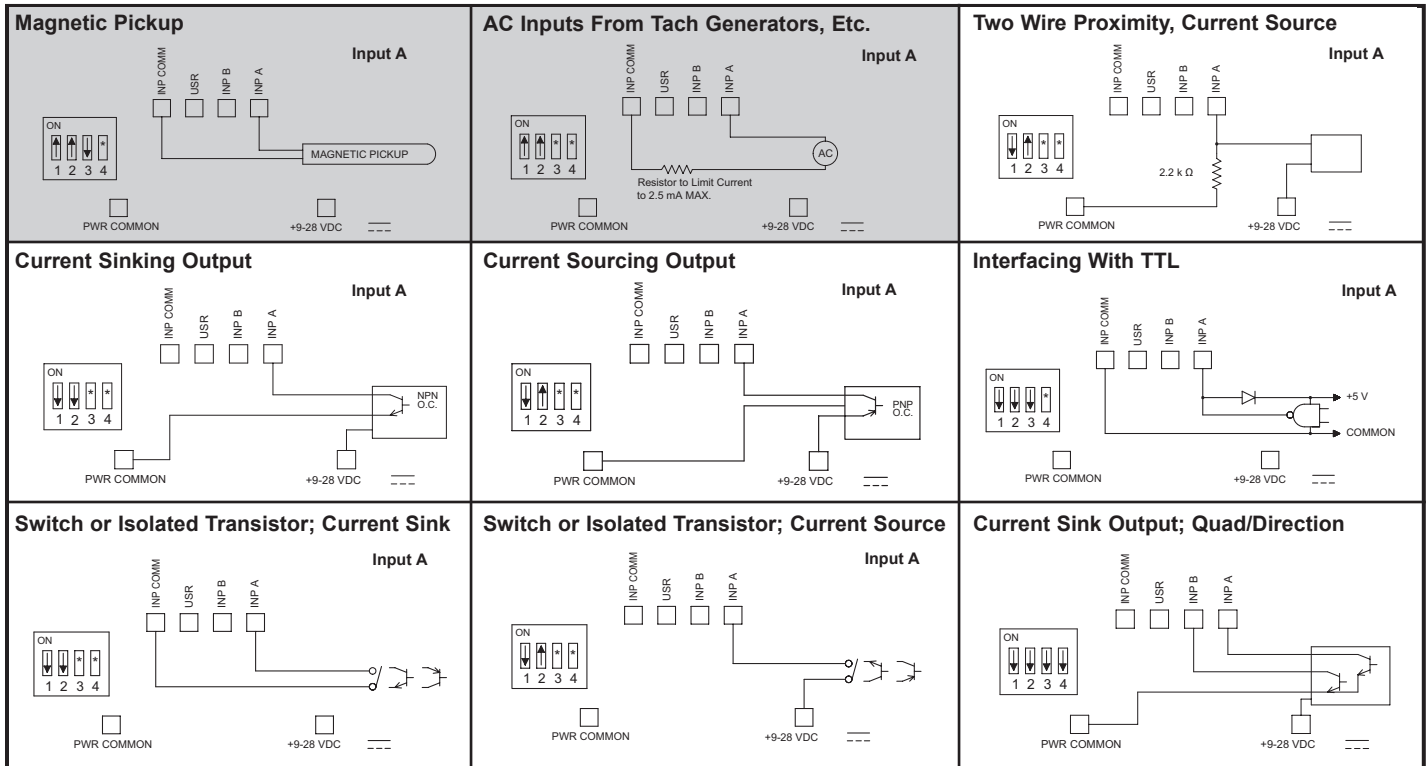 Magnetic Pickup
Input A
INP COMM
USR
INP B
INP A
ON
* 
1 2 3 4
MAGNETIC PICKUP
PWR COMMON
+9-28 VDC
AC Inputs From Tach Generators, Etc.
Input A
INP COMM
USR
INP B
INP A
ON
* *
1 2 3 4
AC
Resistor to Limit Current
to 2.5 mA MAX.
PWR COMMON
+9-28 VDC
Two Wire Proximity, Current Source
Input A
INP COMM
USR
INP B
INP A
ON
* *
1 2 3 4
2.2 k Ω
PWR COMMON
+9-28 VDC
Current Sinking Output
Input A
INP COMM
USR
INP B
INP A
ON
* *
1 2 3 4
NPN
O.C.
PWR COMMON
+9-28 VDC
Current Sourcing Output
Input A
INP COMM
USR
INP B
INP A
ON
* *
1 2 3 4
PNP
O.C.
PWR COMMON
+9-28 VDC
Interfacing With TTL
Input A
INP COMM
USR
INP B
INP A
ON
*
1 2 3 4
+5 V
COMMON
PWR COMMON
+9-28 VDC
Switch or Isolated Transistor; Current Sink
Input A
INP COMM
USR
INP B
INP A
ON
* *
1 2 3 4
PWR COMMON
+9-28 VDC
Switch or Isolated Transistor; Current Source
Input A
INP COMM
USR
INP B
INP A
ON
* *
1 2 3 4
PWR COMMON
+9-28 VDC
Current Sink Output; Quad/Direction
INP COMM
USR
INP B
INP A
ON
1 2 3 4
PWR COMMON
+9-28 VDC